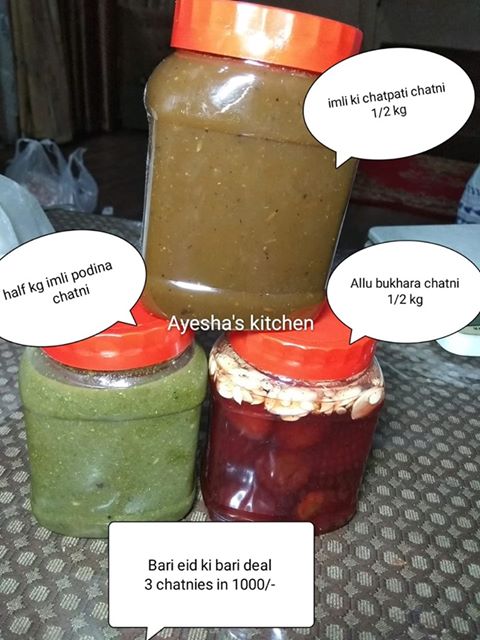 imli ki chatpati chatni
1/2 kg
half kg imli podina
chatni
Allu bukhara chatni
1/2 kg
Ayesha's kitchen
Bari eid ki bari deal
3 chatnies in 1000/-